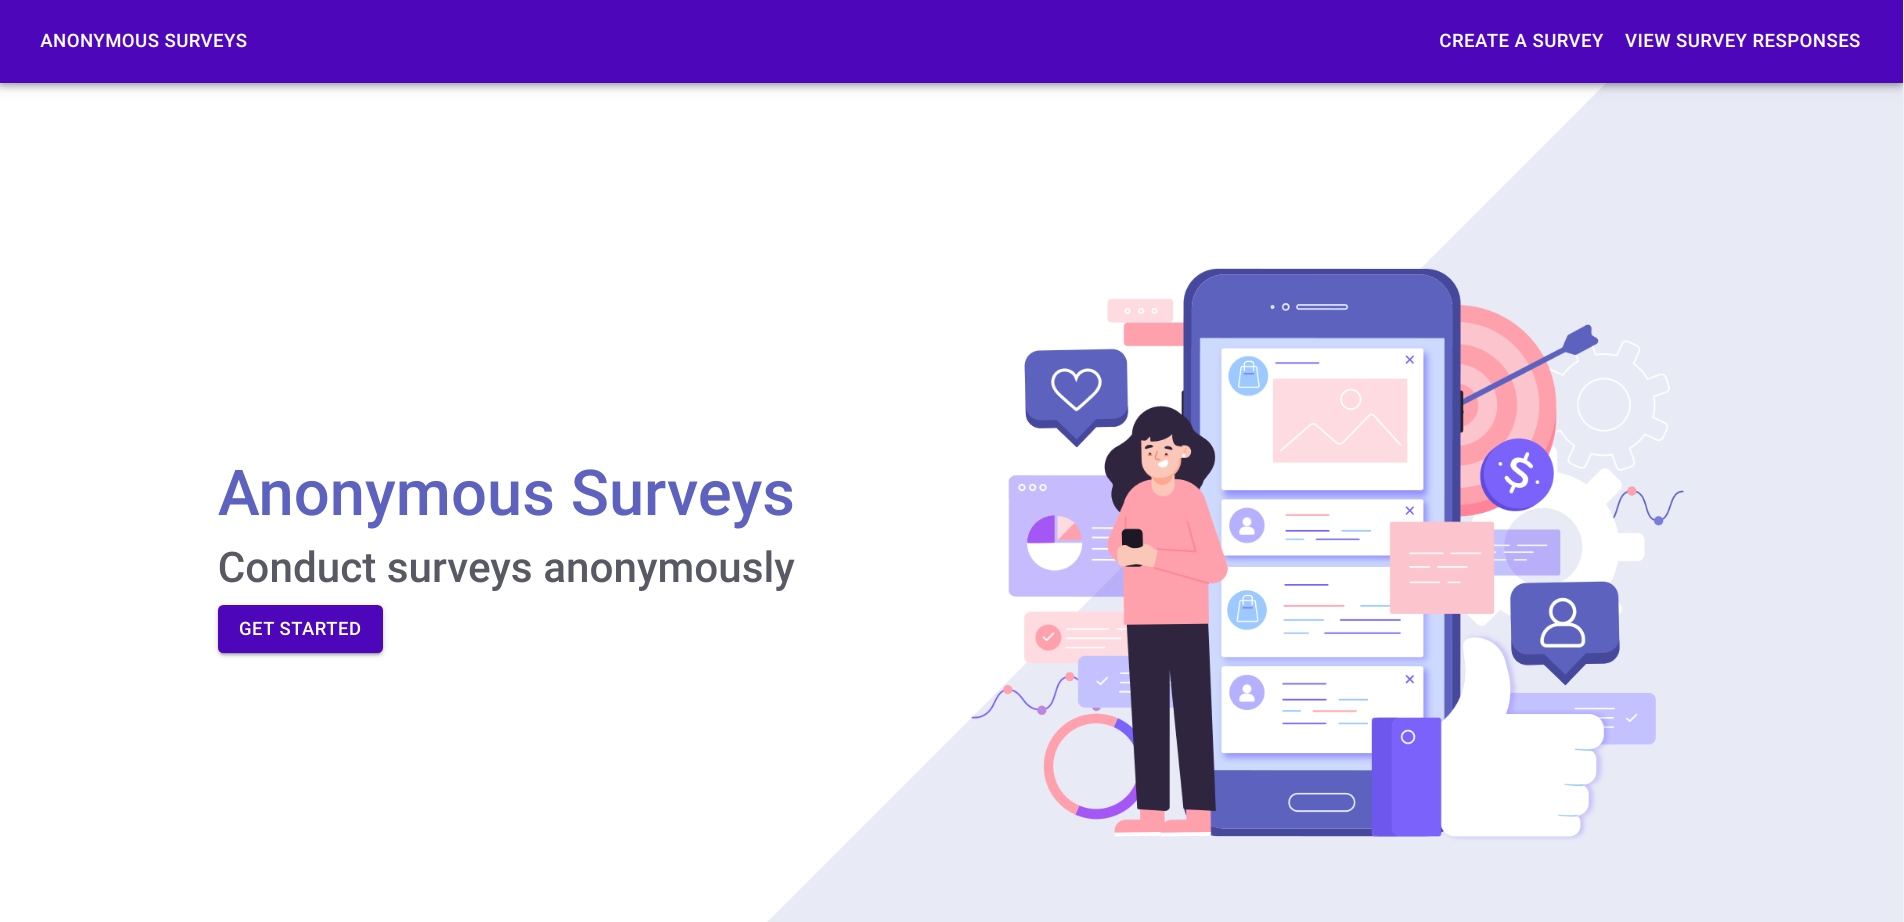 ANONYMOUS SURVEYS
CREATE A SURVEY
VIEW SURVEY RESPONSES
Anonymous Surveys
Conduct surveys anonymously
GET STARTED
$